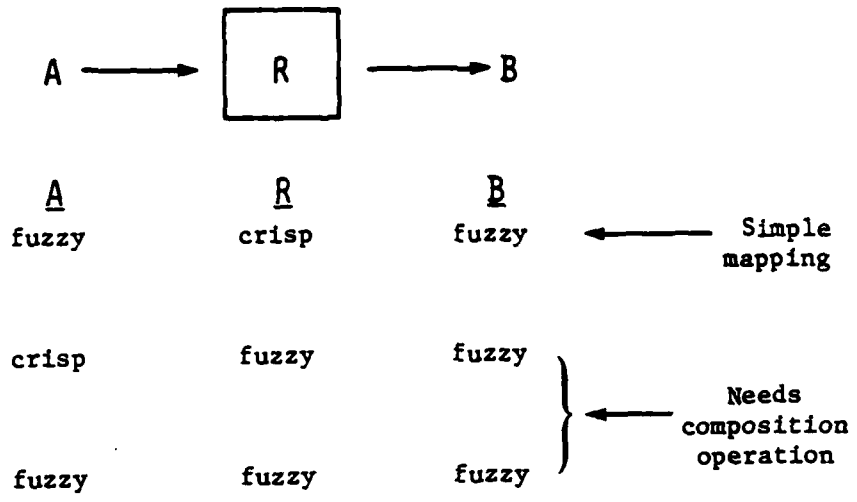 A R B
A R B
fuzzy crisp fuzzy Simple
mapping
crisp fuzzy fuzzy
Needs
composition
operation
fuzzy fuzzy fuzzy